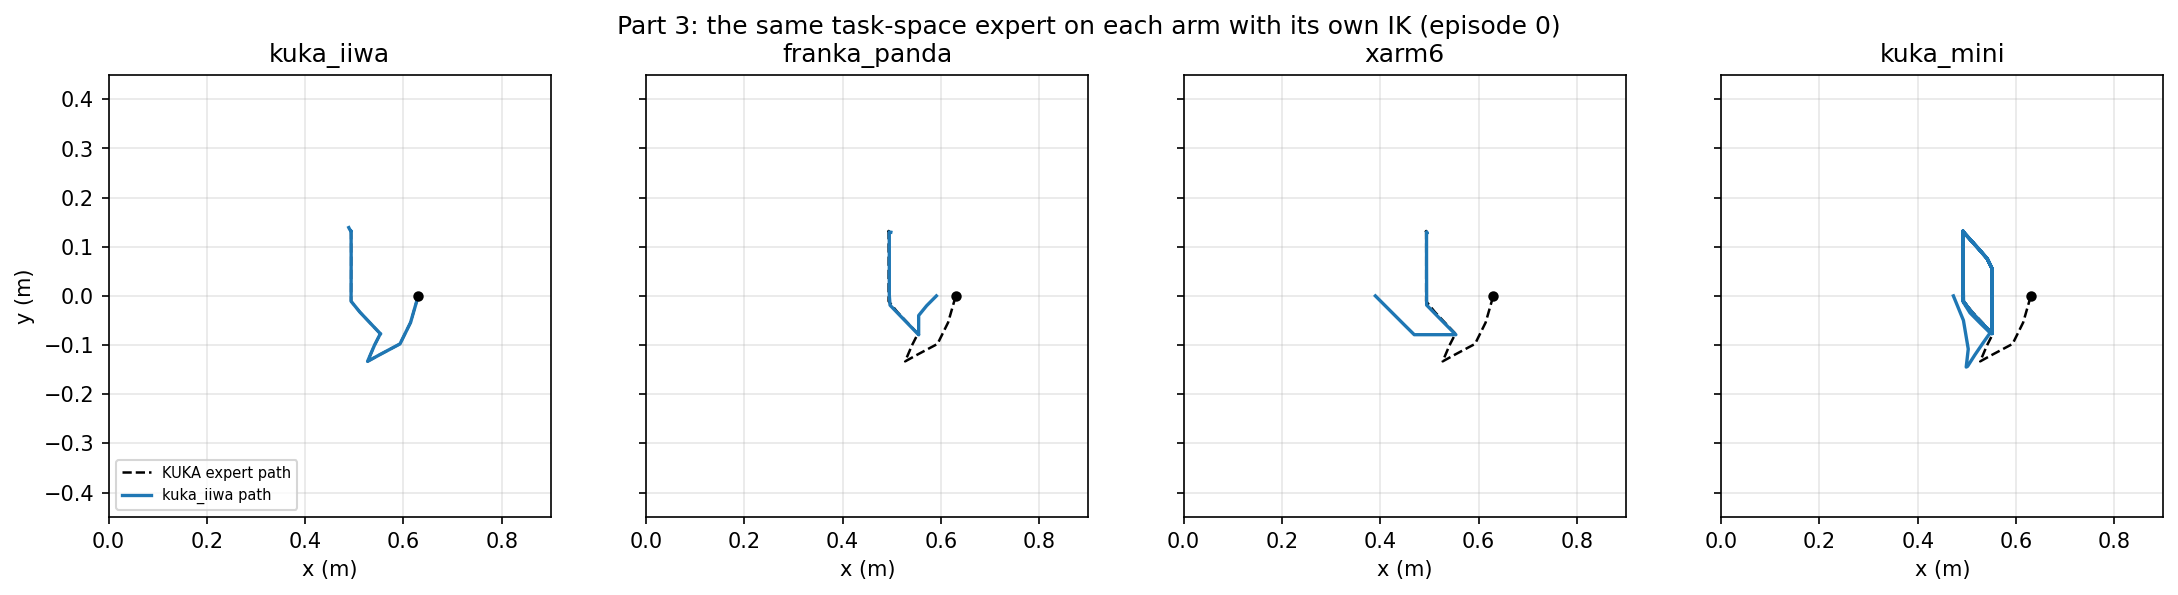 Part 3: the same task-space expert on each arm with its own IK (episode 0)
kuka_iiwa
franka_panda
xarm6
kuka_mini
y (m)
0.4
0.3
0.2
0.1
0.0
−0.1
−0.2
−0.3
−0.4
KUKA expert path
kuka_iiwa path
0.0 0.2 0.4 0.6 0.8
x (m)
0.0 0.2 0.4 0.6 0.8
x (m)
0.0 0.2 0.4 0.6 0.8
x (m)
0.0 0.2 0.4 0.6 0.8
x (m)